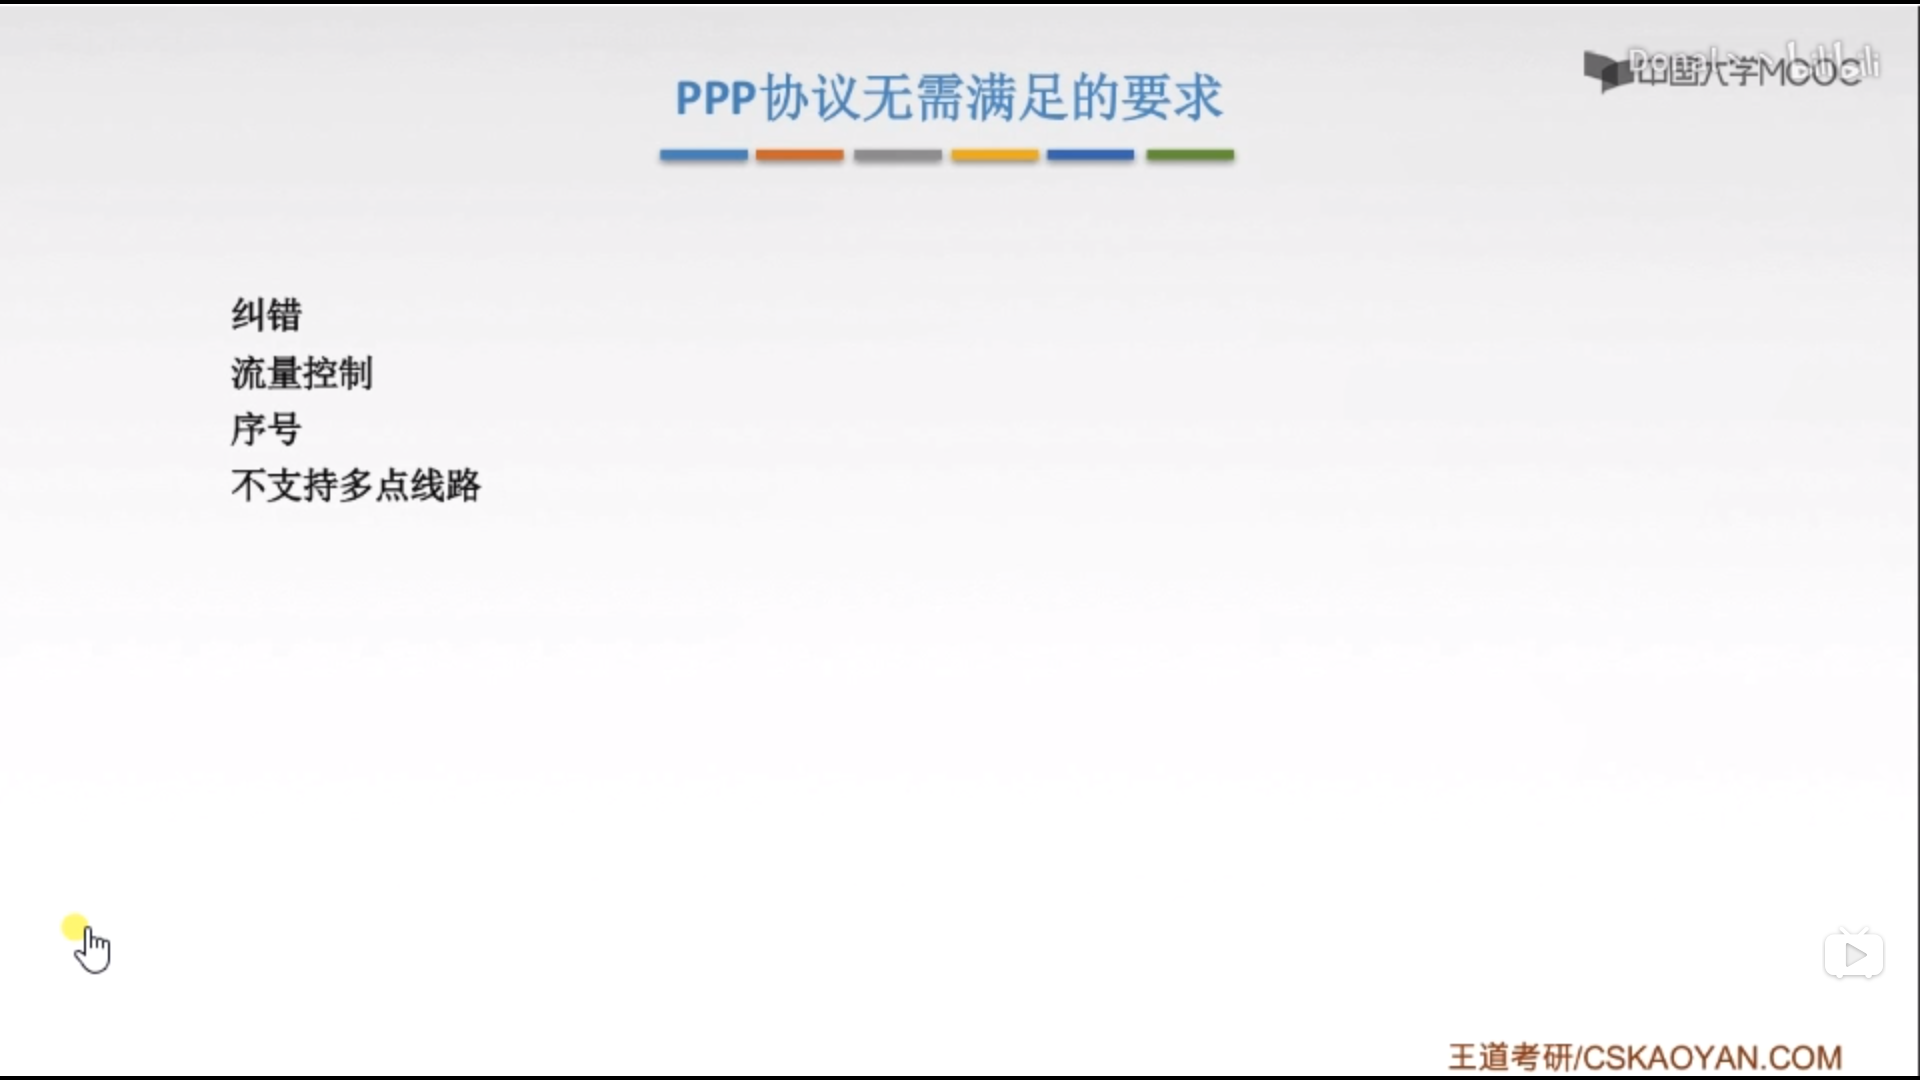 PPP协议无需满足的要求
中国大学MOOC
bilibili
纠错
流量控制
序号
不支持多点线路
王道考研/CSKAOYAN.COM